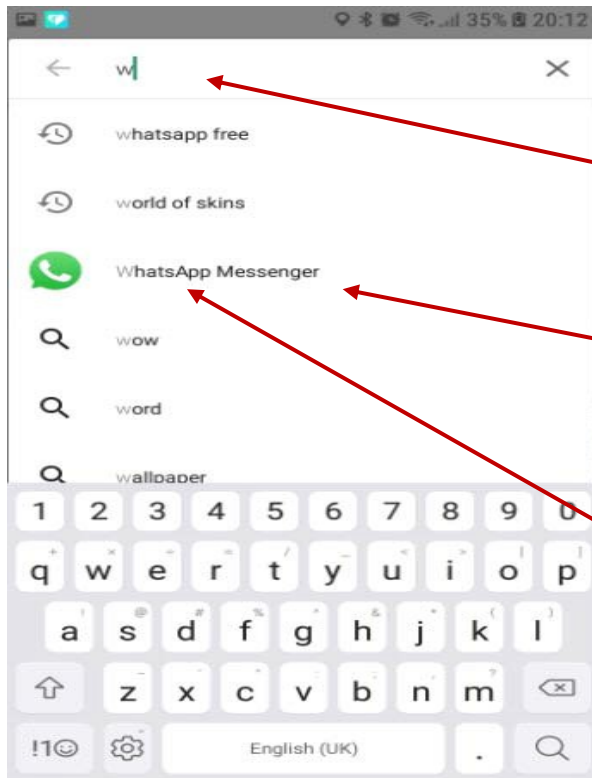 35% 20:12
w
whatsapp free
world of skins
WhatsApp Messenger
wow
word
wallpaper
1 2 3 4 5 6 7 8 9 0
q w e r t y u i o p
a s d f g h j k l
z x c v b n m
!1☺ English (UK) .